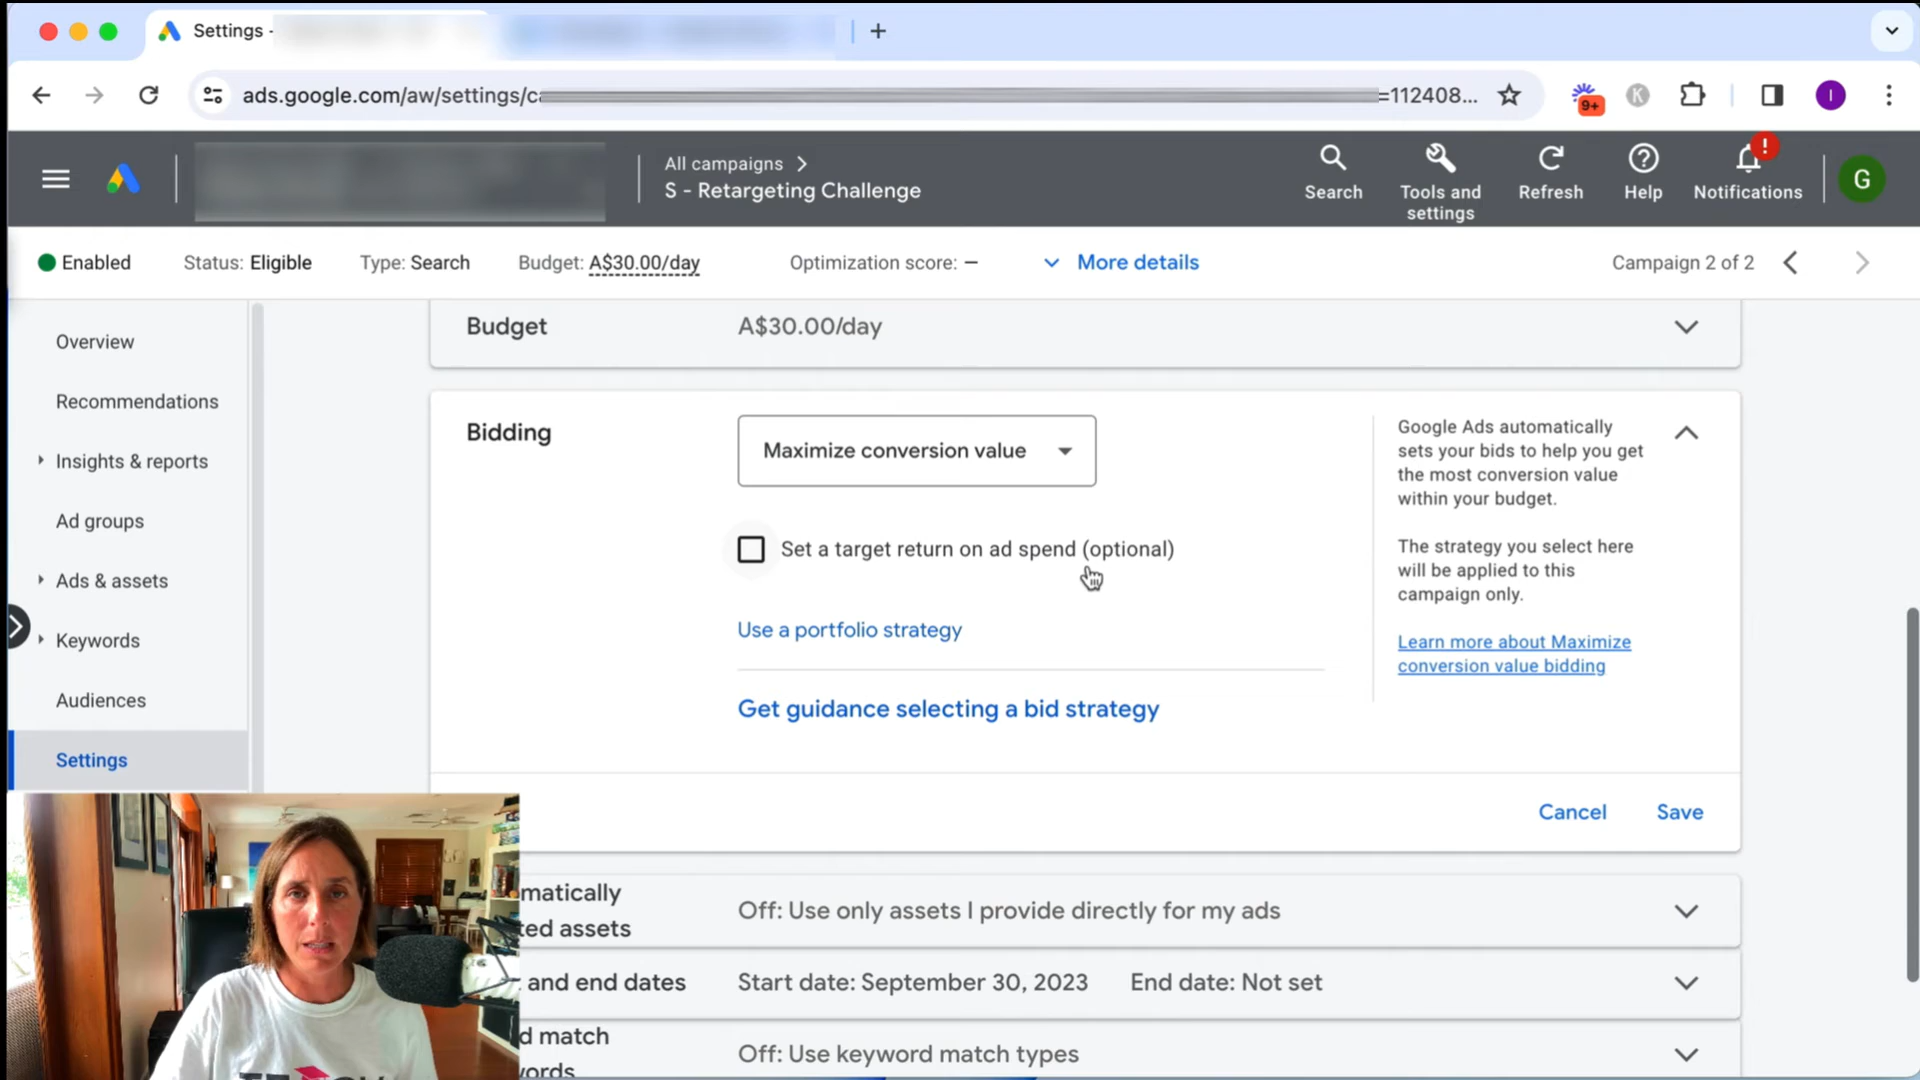 Settings -
ads.google.com/aw/settings/c
=112408...
9+
K
I
All campaigns
S - Retargeting Challenge
Search
Tools and settings
Refresh
Help
!
Notifications
G
Enabled
Status: Eligible
Type: Search
Budget: A$30.00/day
Optimization score: –
More details
Campaign 2 of 2
Overview
Recommendations
Insights & reports
Ad groups
Ads & assets
Keywords
Audiences
Settings
Budget
A$30.00/day
Bidding
Maximize conversion value
Set a target return on ad spend (optional)
Use a portfolio strategy
Get guidance selecting a bid strategy
Google Ads automatically
sets your bids to help you get
the most conversion value
within your budget.
The strategy you select here
will be applied to this
campaign only.
Learn more about Maximize
conversion value bidding
Cancel
Save
matically
ted assets
Off: Use only assets I provide directly for my ads
and end dates
Start date: September 30, 2023
End date: Not set
d match
ords
Off: Use keyword match types